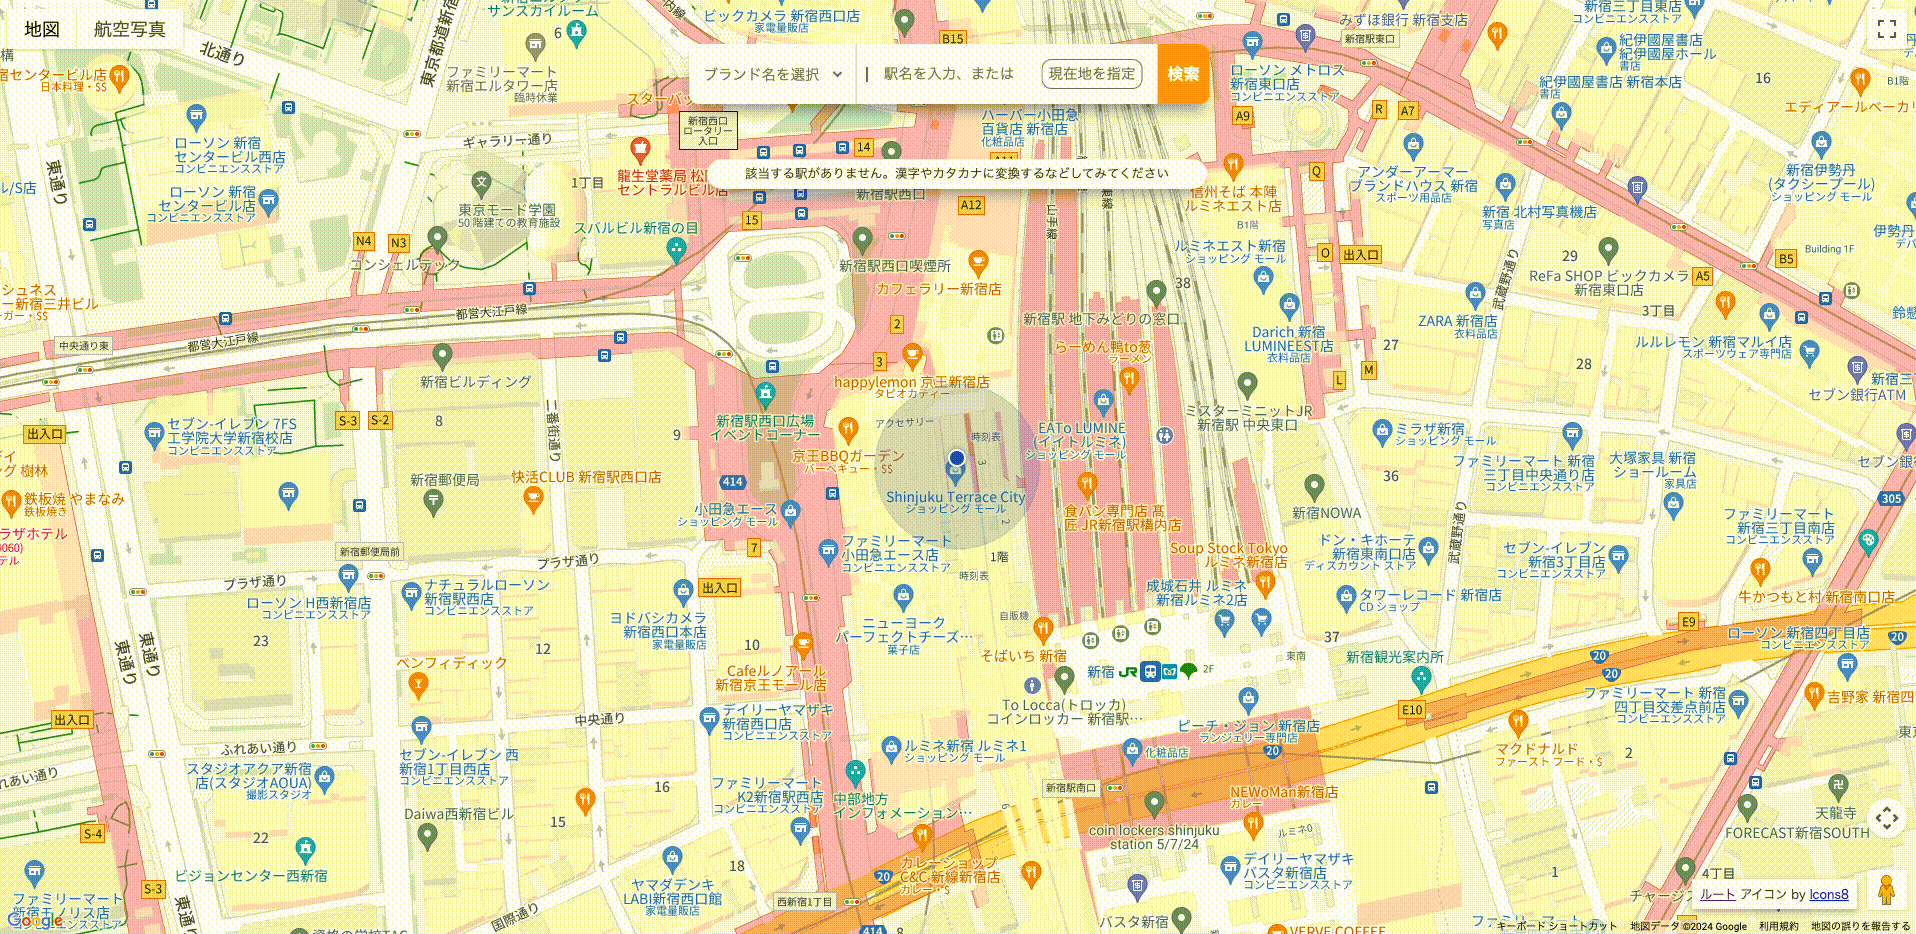 地図
航空写真
ブランド名を選択
駅名を入力、または
現在地を指定
検索
該当する駅がありません。漢字やカタカナに変換するなどしてみてください
サンスカイルーム
ビックカメラ 新宿西口店
家電量販店
みずほ銀行 新宿支店
新宿駅東口
新宿三丁目東店
コンビニエンスストア
北通り
6
B15
ファミリーマート
新宿エルタワー店
臨時休業
日本料理・$$
紀伊國屋書店
紀伊國屋ホール
書店
紀伊國屋書店 新宿本店
書店
16
B1階
ローソン メトロス
新宿東口店
コンビニエンスストア
A9
R
A7
新宿西口
ロータリー
入口
ハーバー小田急
百貨店 新宿店
化粧品店
ギャラリー通り
14
ローソン 新宿
センタービル西店
コンビニエンスストア
ローソン 新宿
センタービル店
コンビニエンスストア
東通り
1丁目
東京モード学園
50 階建ての教育施設
新宿駅西口
15
A12
信州そば 本陣
ルミネエスト店
B1階
Q
アンダーアーマー
ブランドハウス 新宿
スポーツ用品店
新宿伊勢丹
(タクシープール)
ショッピング モール
新宿 北村写真機店
写真店
Building 1F
スバルビル新宿の目
N4
N3
コンシェルテック
新宿駅西口喫煙所
カフェラリー新宿店
ルミネエスト新宿
ショッピング モール
O
出入口
29
ReFa SHOP ビックカメラ
新宿東口店
A5
B5
武蔵野通り
38
都営大江戸線
都営大江戸線
中央通り東
2
3
新宿駅 地下みどりの窓口
らーめん鴨to葱
ラーメン
Darich 新宿
LUMINEEST店
衣料品店
ZARA 新宿店
衣料品店
3丁目
27
28
ルルレモン 新宿マルイ店
スポーツウェア専門店
M
L
新宿ビルディング
happylemon 京王新宿店
タピオカティー
ミスターミニットJR
新宿駅 中央東口
セブン銀行ATM
S-3
S-2
8
9
出入口
セブン-イレブン 7FS
工学院大学新宿校店
コンビニエンスストア
新宿駅西口広場
イベントコーナー
アクセサリー
時刻表
EATo LUMINE
(イイトルミネ)
ショッピング モール
京王BBQガーデン
バーベキュー・$$
ミラザ新宿
ショッピング モール
ファミリーマート 新宿
三丁目中央通り店
コンビニエンスストア
大塚家具 新宿
ショールーム
家具店
36
新宿郵便局
快活CLUB 新宿駅西口店
414
Shinjuku Terrace City
ショッピング モール
小田急エース
ショッピング モール
食パン専門店 髙
匠 JR新宿駅構内店
新宿NOWA
武蔵野通り
305
鉄板焼 やまなみ
鉄板焼き
ファミリーマート
新宿三丁目南店
コンビニエンスストア
新宿郵便局前
7
ファミリーマート
小田急エース店
コンビニエンスストア
1階
時刻表
Soup Stock Tokyo
ルミネ新宿店
ドン・キホーテ
新宿東南口店
ディスカウント ストア
セブン-イレブン
新宿3丁目店
コンビニエンスストア
プラザ通り
プラザ通り
出入口
ローソン H西新宿店
コンビニエンスストア
ナチュラルローソン
新宿駅西店
コンビニエンスストア
成城石井 ルミネ
新宿ルミネ2店
タワーレコード 新宿店
CD ショップ
牛かつもと村 新宿南口店
自販機
ヨドバシカメラ
新宿西口本店
家電量販店
ニューヨーク
パーフェクトチーズ…
菓子店
E9
ローソン 新宿四丁目店
コンビニエンスストア
20
23
東通り
東通り
12
10
37
そばいち 新宿
新宿 JR
2F
東南
新宿観光案内所
20
20
ベンフィディック
Cafeルノアール
新宿京王モール店
To Locca(トロッカ)
コインロッカー 新宿駅…
ファミリーマート 新宿
四丁目交差点前店
コンビニエンスストア
E10
出入口
中央通り
デイリーヤマザキ
新宿西口店
コンビニエンスストア
ピーチ・ジョン 新宿店
ランジェリー専門店
20
マクドナルド
ファースト フード・$
2
ふれあい通り
セブン-イレブン 西
新宿1丁目西店
コンビニエンスストア
ルミネ新宿 ルミネ1
ショッピング モール
化粧品店
スタジオアクア新宿
店(スタジオAQUA)
撮影スタジオ
16
ファミリーマート
K2新宿駅西店
コンビニエンスストア
中部地方
インフォメーション…
新宿駅南口
NEWoMan新宿店
カレー
Daiwa西新宿ビル
天龍寺
FORECAST新宿SOUTH
S-4
22
15
coin lockers shinjuku
station 5/7/24
ルミネ0
18
カレーショップ
C&C 新線新宿店
カレー・$
20
デイリーヤマザキ
バスタ新宿店
コンビニエンスストア
ビジョンセンター西新宿
1
4丁目
S-3
ヤマダデンキ
LABI新宿西口館
家電量販店
ファミリーマート
新宿モノリス店
コンビニエンスストア
東通り
国際通り
西新宿1丁目
414
8
バスタ新宿
VERVE COFFEE
ルート アイコン by Icons8
Google
キーボード ショートカット
地図データ ©2024 Google
利用規約
地図の誤りを報告する